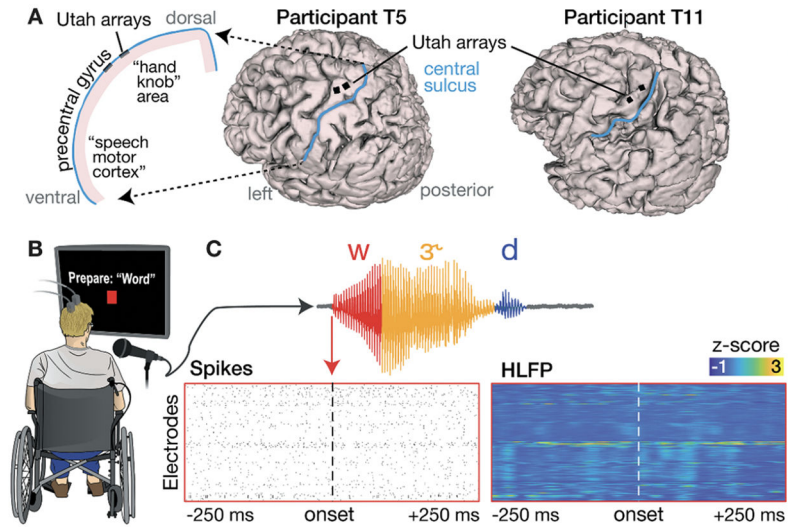 A
Utah arrays
dorsal
precentral gyrus
“hand
knob”
area
“speech
motor
cortex”
ventral
Participant T5
Utah arrays
central
sulcus
left
posterior
Participant T11
B
Prepare: “Word”
C
w
ɝ
d
Spikes
Electrodes
-250 ms
onset
+250 ms
HLFP
z-score
-1
3
-250 ms
onset
+250 ms